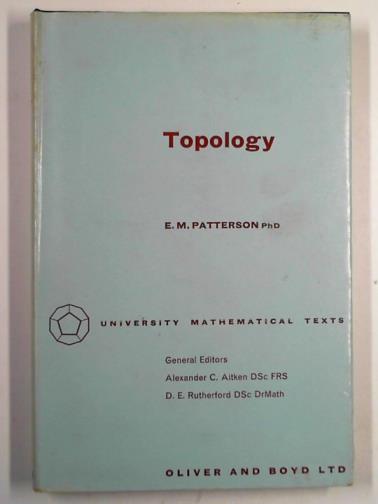 Topology
E. M. PATTERSON PhD
UNIVERSITY MATHEMATICAL TEXTS
General Editors
Alexander C. Aitken DSc FRS
D. E. Rutherford DSc DrMath
OLIVER AND BOYD LTD